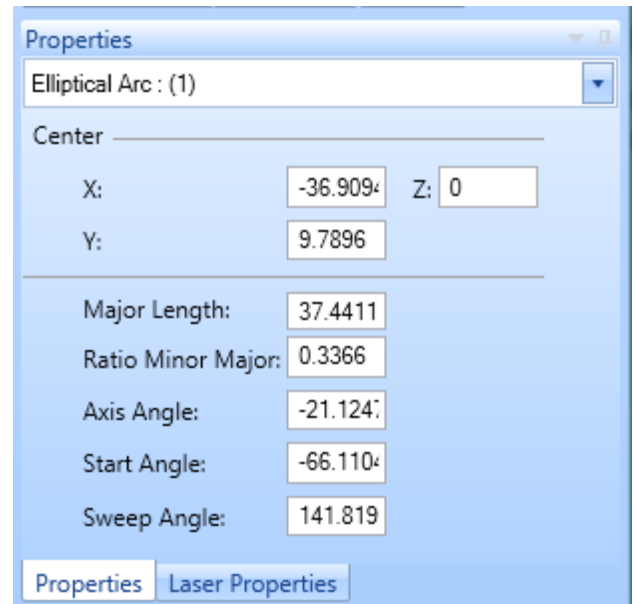 Properties
Elliptical Arc : (1)
Center
X: -36.909 Z: 0
Y: 9.7896
Major Length: 37.4411
Ratio Minor Major: 0.3366
Axis Angle: -21.1247
Start Angle: -66.110
Sweep Angle: 141.819
Properties Laser Properties